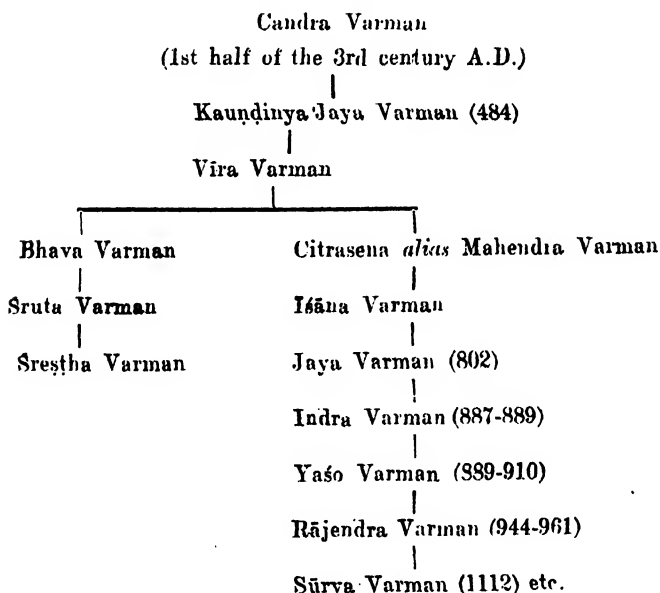 Candra Varman
(1st half of the 3rd century A.D.)
Kauṇḍinya Jaya Varman (484)
Vīra Varman
Bhava Varman Citrasena alias Mahendra Varman
Sruta Varman Iśāna Varman
Sreṣṭha Varman Jaya Varman (802)
Indra Varman (887-889)
Yaśo Varman (889-910)
Rājendra Varman (944-961)
Sūrya Varman (1112) etc.